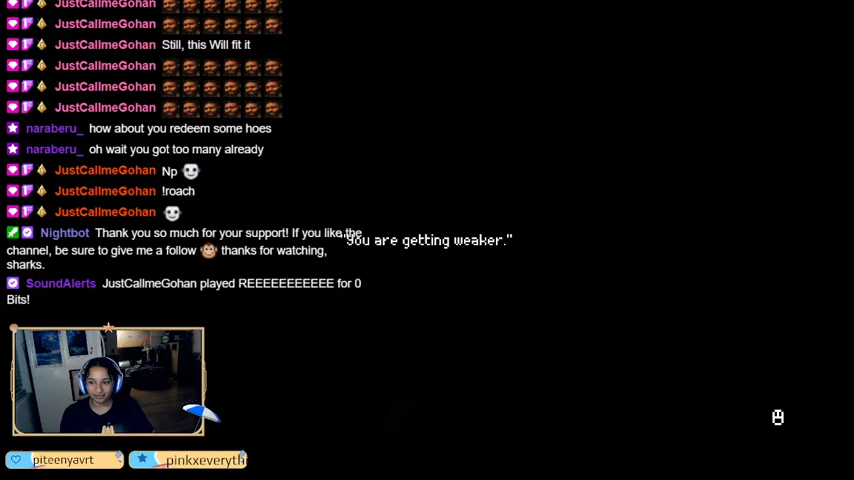 JustCallmeGohan
JustCallmeGohan
JustCallmeGohan Still, this Will fit it
JustCallmeGohan
JustCallmeGohan
JustCallmeGohan
naraberu_ how about you redeem some hoes
naraberu_ oh wait you got too many already
JustCallmeGohan Np
JustCallmeGohan !roach
JustCallmeGohan
Nightbot Thank you so much for your support! If you like the
channel, be sure to give me a follow thanks for watching,
sharks.
"you are getting weaker."
SoundAlerts JustCallmeGohan played REEEEEEEEEEE for 0
Bits!
piteenyavrt
pinkxeveryth